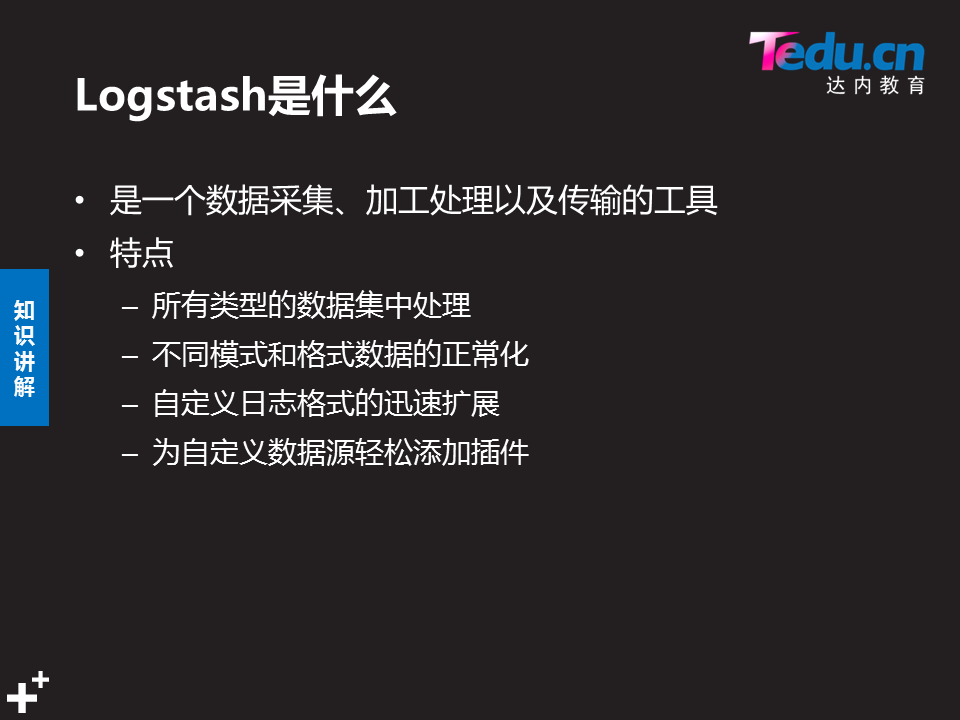 Tedu.cn
达内教育
Logstash是什么
• 是一个数据采集、加工处理以及传输的工具
• 特点
– 所有类型的数据集中处理
– 不同模式和格式数据的正常化
– 自定义日志格式的迅速扩展
– 为自定义数据源轻松添加插件
知
识
讲
解